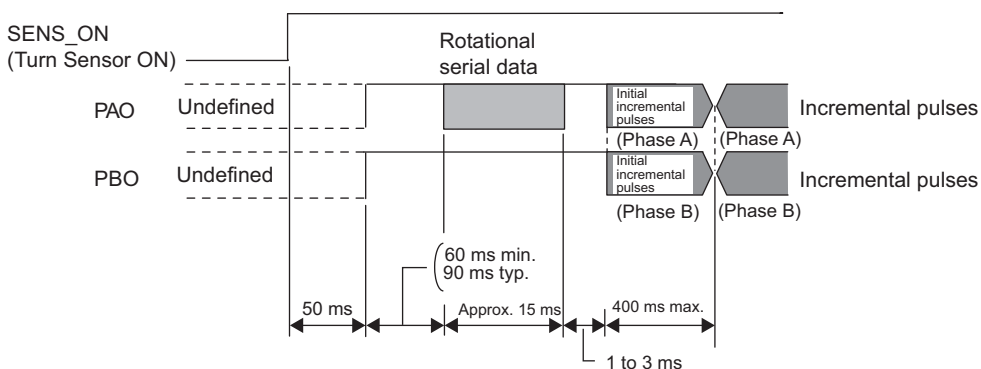 SENS_ON
(Turn Sensor ON)
Rotational
serial data
PAO
Undefined
Initial
incremental
pulses
(Phase A)
(Phase A)
Incremental pulses
PBO
Undefined
Initial
incremental
pulses
(Phase B)
(Phase B)
Incremental pulses
60 ms min.
90 ms typ.
50 ms
Approx. 15 ms
400 ms max.
1 to 3 ms